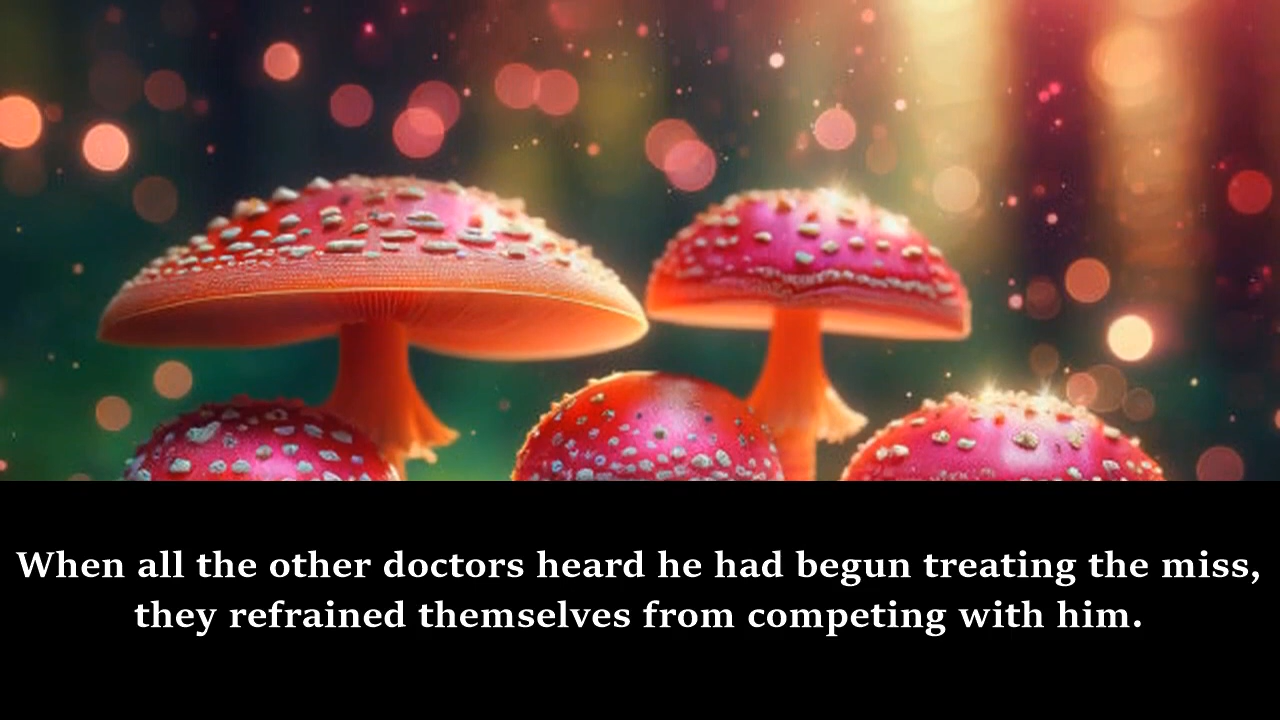 When all the other doctors heard he had begun treating the miss,
they refrained themselves from competing with him.